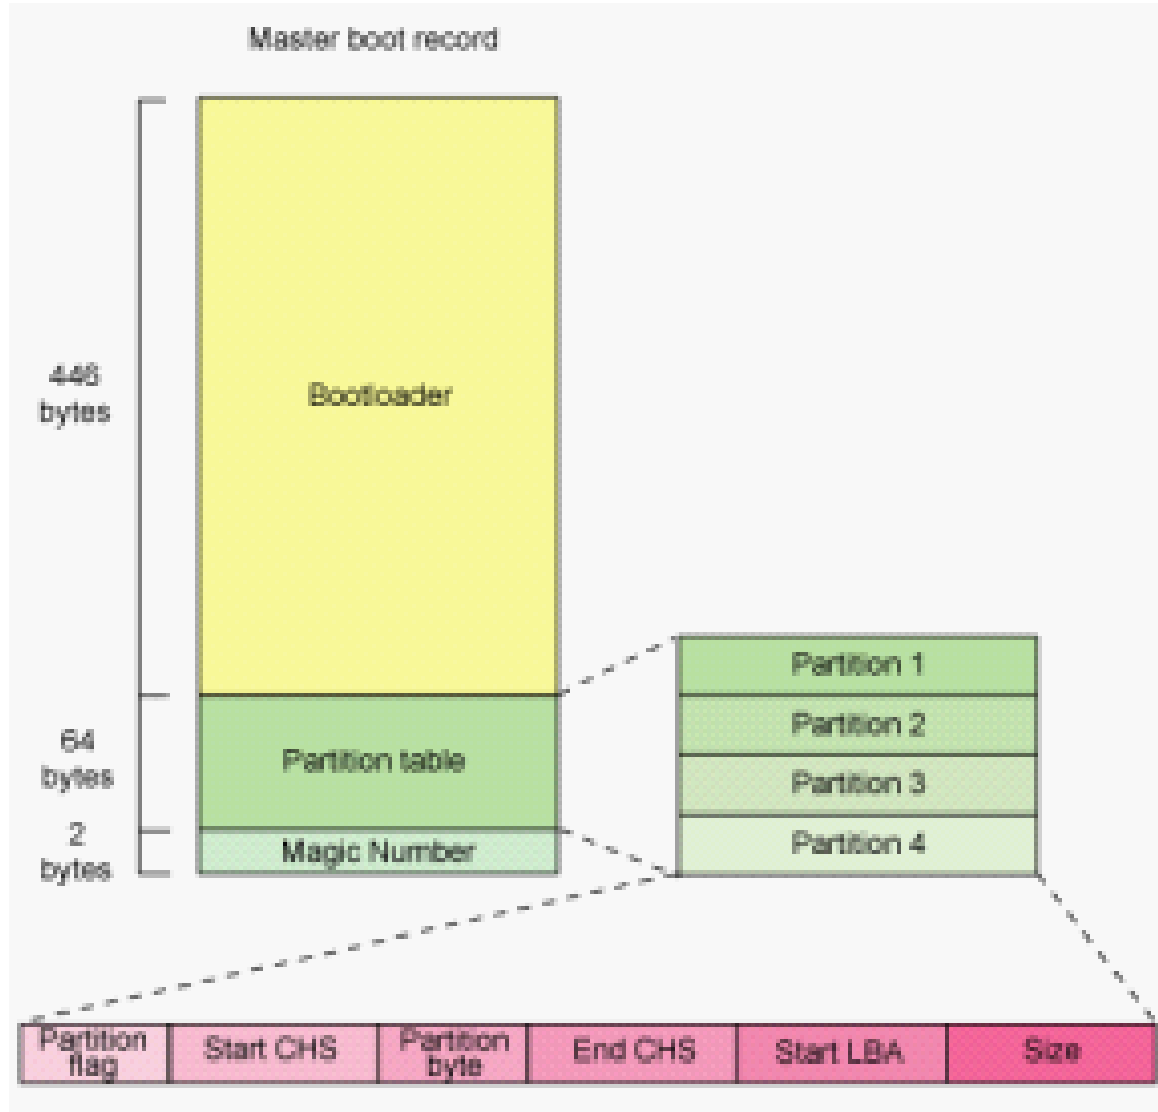 Master boot record
446
bytes
Bootloader
64
bytes
Partition table
2
bytes
Magic Number
Partition 1
Partition 2
Partition 3
Partition 4
Partition
flag
Start CHS
Partition
byte
End CHS
Start LBA
Size